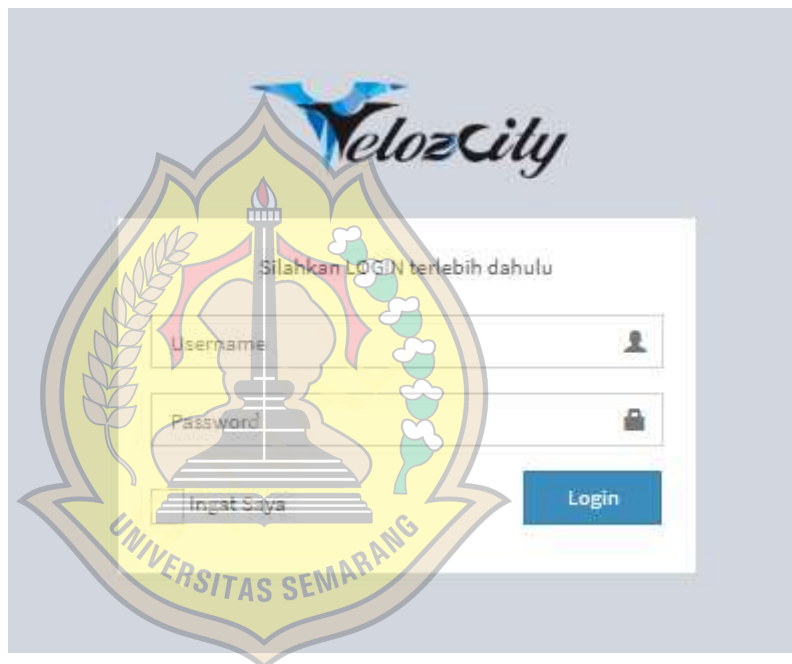 VelozCity
Silahkan LOGIN terlebih dahulu
Username
Password
Ingat Saya
Login
UNIVERSITAS SEMARANG